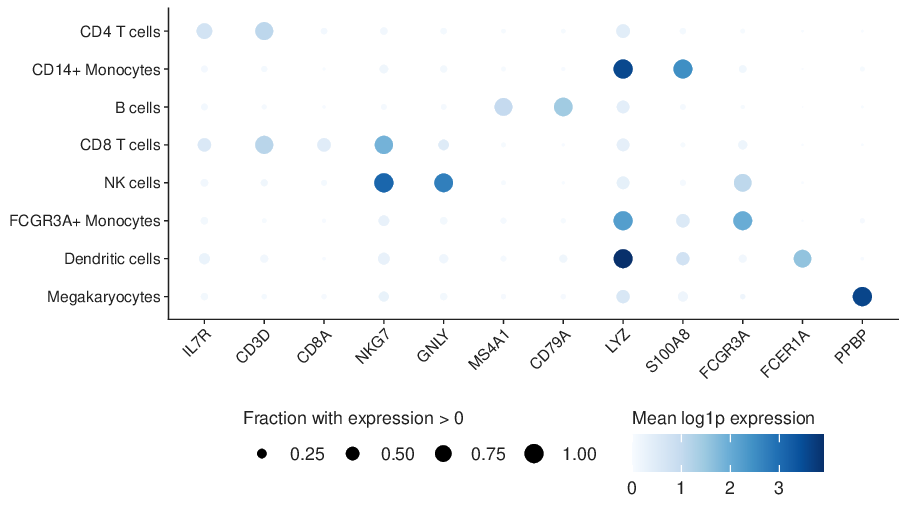 CD4 T cells
CD14+ Monocytes
B cells
CD8 T cells
NK cells
FCGR3A+ Monocytes
Dendritic cells
Megakaryocytes
IL7R
CD3D
CD8A
NKG7
GNLY
MS4A1
CD79A
LYZ
S100A8
FCGR3A
FCER1A
PPBP
Fraction with expression > 0
0.25 0.50 0.75 1.00
Mean log1p expression
0 1 2 3